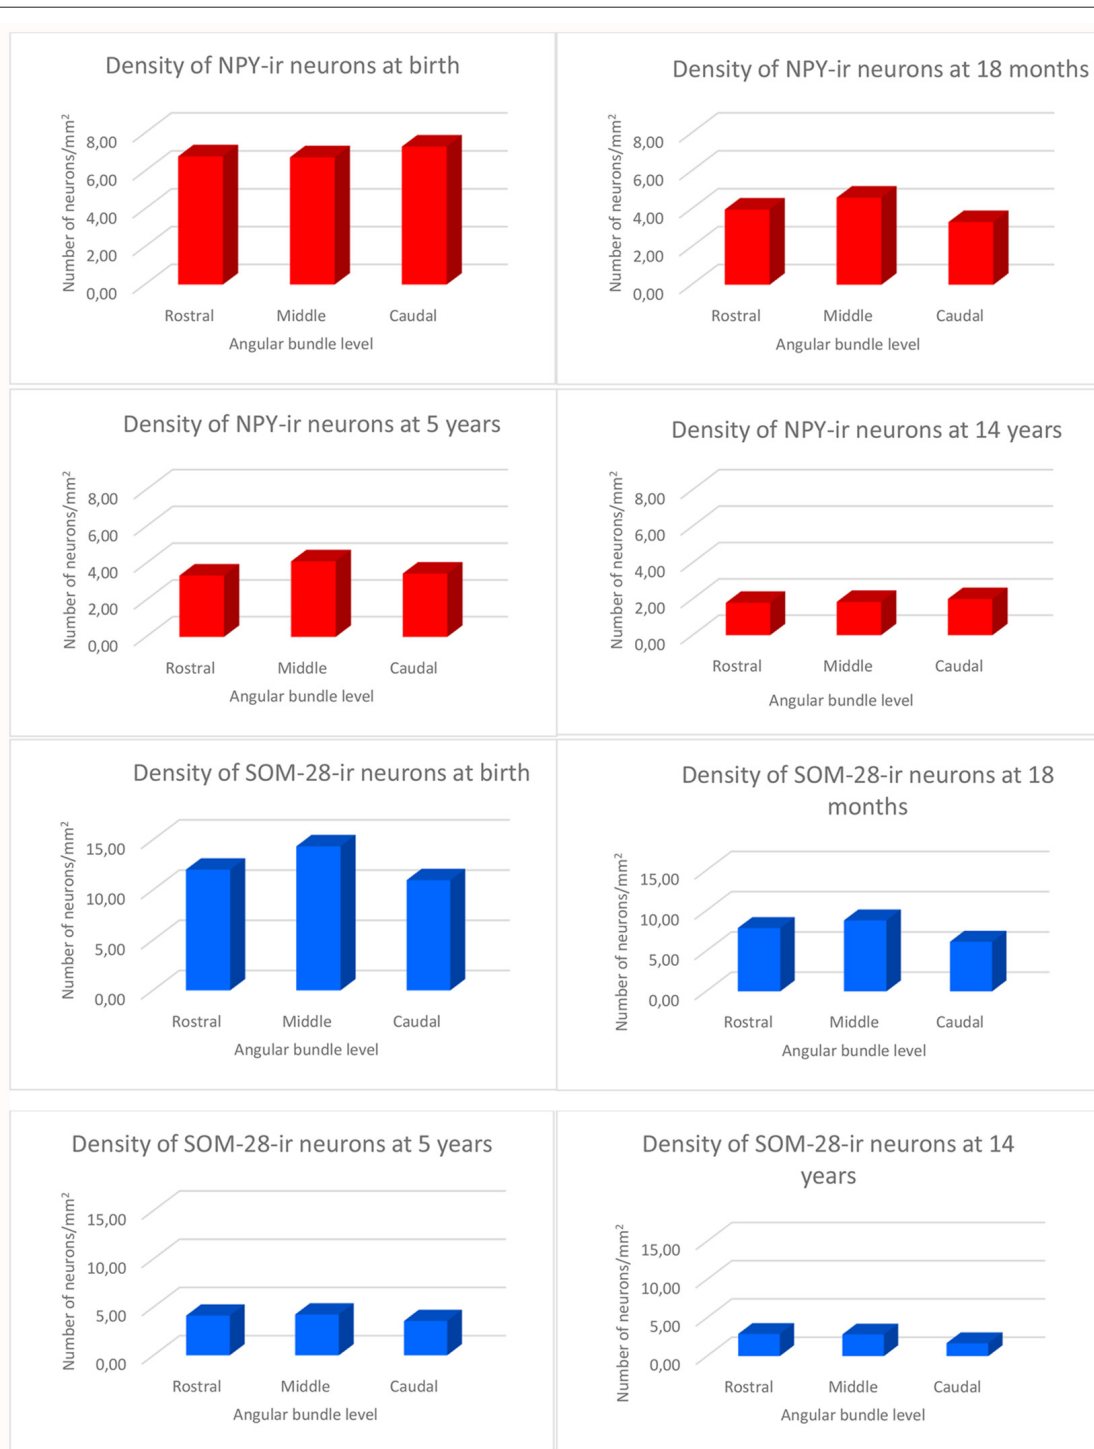 Density of NPY-ir neurons at birth
Number of neurons/mm²
8,00
6,00
4,00
2,00
0,00
Rostral Middle Caudal
Angular bundle level
Density of NPY-ir neurons at 18 months
Number of neurons/mm²
8,00
6,00
4,00
2,00
0,00
Rostral Middle Caudal
Angular bundle level
Density of NPY-ir neurons at 5 years
Number of neurons/mm²
8,00
6,00
4,00
2,00
0,00
Rostral Middle Caudal
Angular bundle level
Density of NPY-ir neurons at 14 years
Number of neurons/mm²
8,00
6,00
4,00
2,00
0,00
Rostral Middle Caudal
Angular bundle level
Density of SOM-28-ir neurons at birth
Number of neurons/mm²
15,00
10,00
5,00
0,00
Rostral Middle Caudal
Angular bundle level
Density of SOM-28-ir neurons at 18
months
Number of neurons/mm²
15,00
10,00
5,00
0,00
Rostral Middle Caudal
Angular bundle level
Density of SOM-28-ir neurons at 5 years
Number of neurons/mm²
15,00
10,00
5,00
0,00
Rostral Middle Caudal
Angular bundle level
Density of SOM-28-ir neurons at 14
years
Number of neurons/mm²
15,00
10,00
5,00
0,00
Rostral Middle Caudal
Angular bundle level